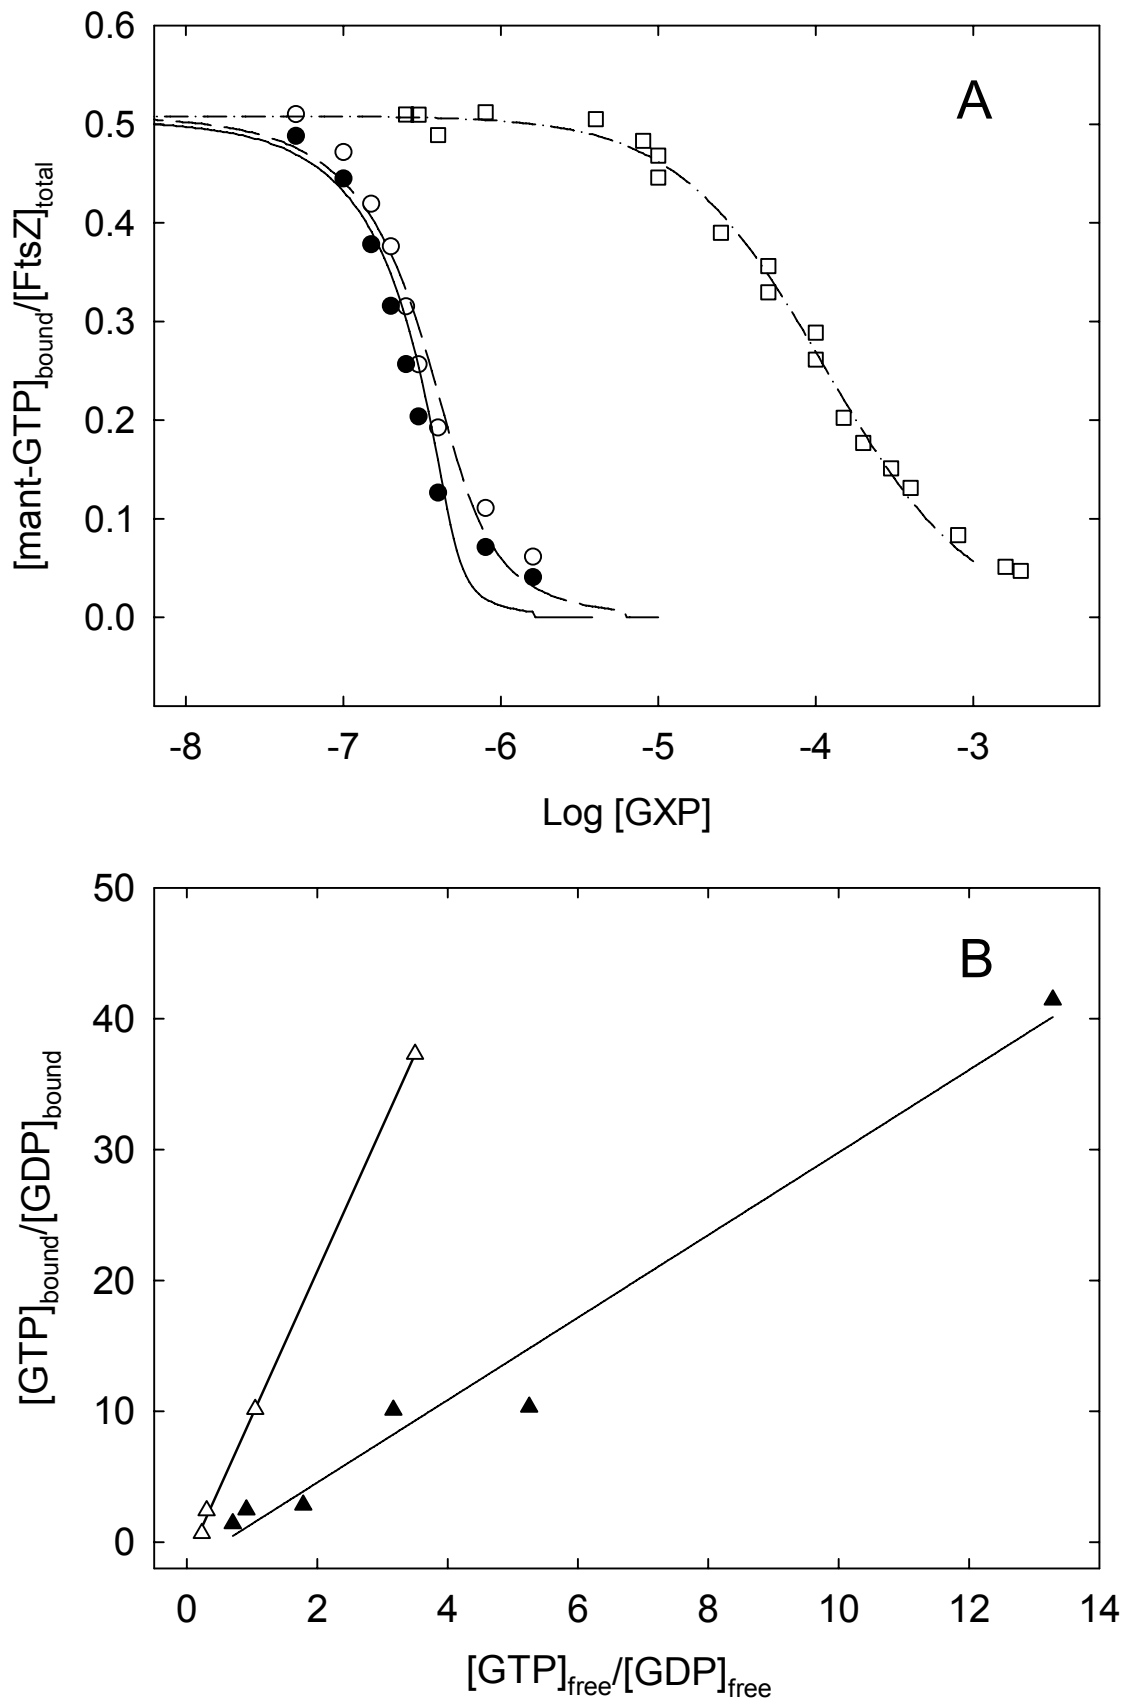 0.6
0.5
0.4
0.3
0.2
0.1
0.0
[mant-GTP]bound/[FtsZ]total
A
-8 -7 -6 -5 -4 -3
Log [GXP]
50
40
30
20
10
0
[GTP]bound/[GDP]bound
B
0 2 4 6 8 10 12 14
[GTP]free/[GDP]free